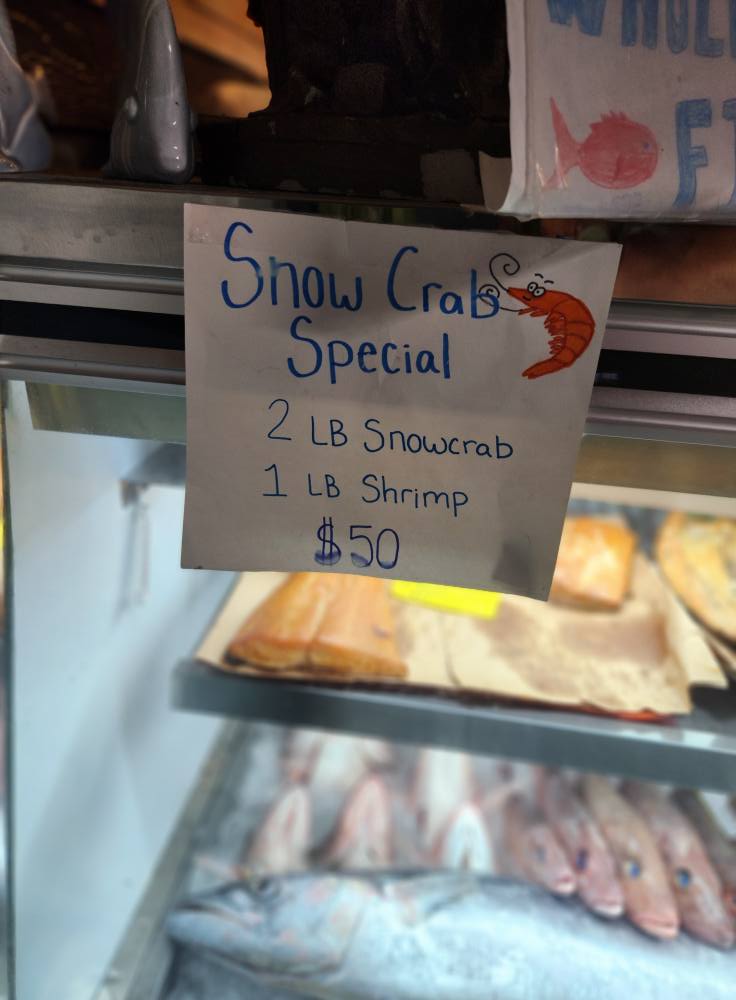 Snow Crab
Special
2 LB Snowcrab
1 LB Shrimp
$50